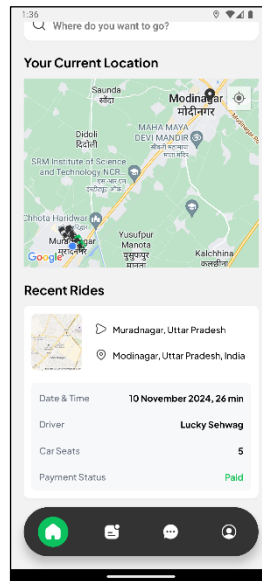 1:36
Where do you want to go?
Your Current Location
Saunda
सौंदा
Modinagar
मोदीनगर
Didoli
दिदौली
MAHA MAYA
DEVI MANDIR
SRM Institute of Science
and Technology NCR...
Chhota Haridwar
Muradnagar
मुरादनगर
Yusufpur
Manota
युसुफपुर
मानता
Kalchhina
कलछीना
Google
Recent Rides
Muradnagar, Uttar Pradesh
Modinagar, Uttar Pradesh, India
Date & Time 10 November 2024, 26 min
Driver Lucky Sehwag
Car Seats 5
Payment Status Paid